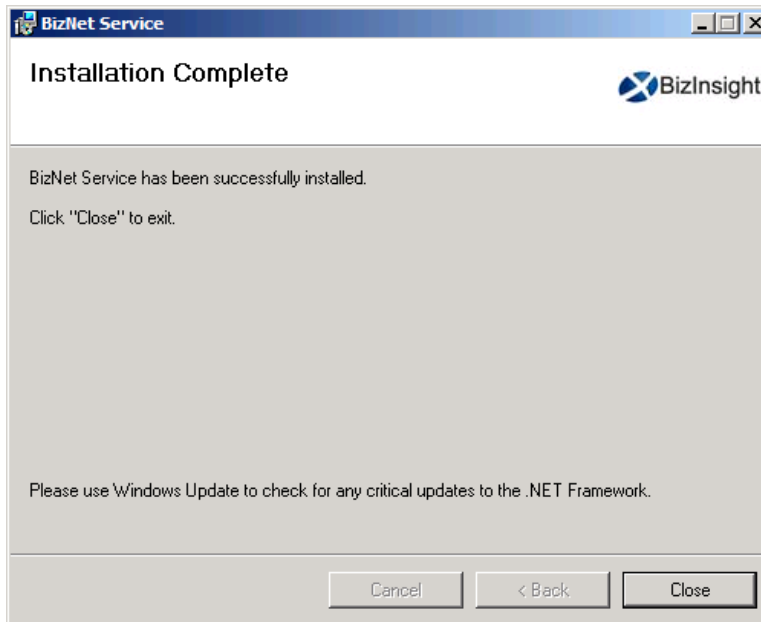 BizNet Service
Installation Complete
BizInsight
BizNet Service has been successfully installed.
Click "Close" to exit.
Please use Windows Update to check for any critical updates to the .NET Framework.
Cancel
< Back
Close